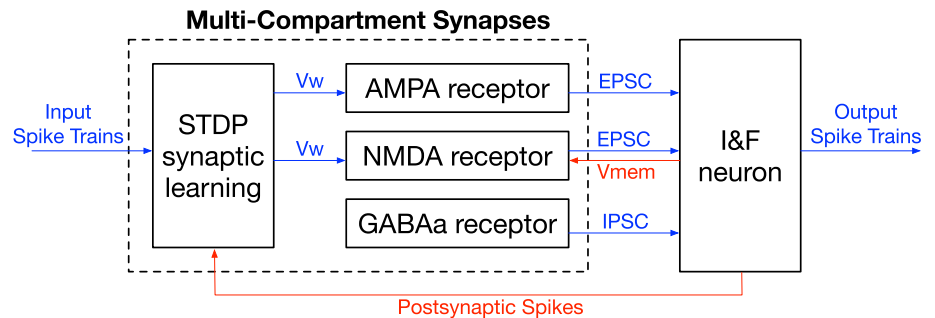 Multi-Compartment Synapses
Input
Spike Trains
STDP
synaptic
learning
Vw
AMPA receptor
EPSC
Vw
NMDA receptor
EPSC
Vmem
GABAa receptor
IPSC
I&F
neuron
Output
Spike Trains
Postsynaptic Spikes